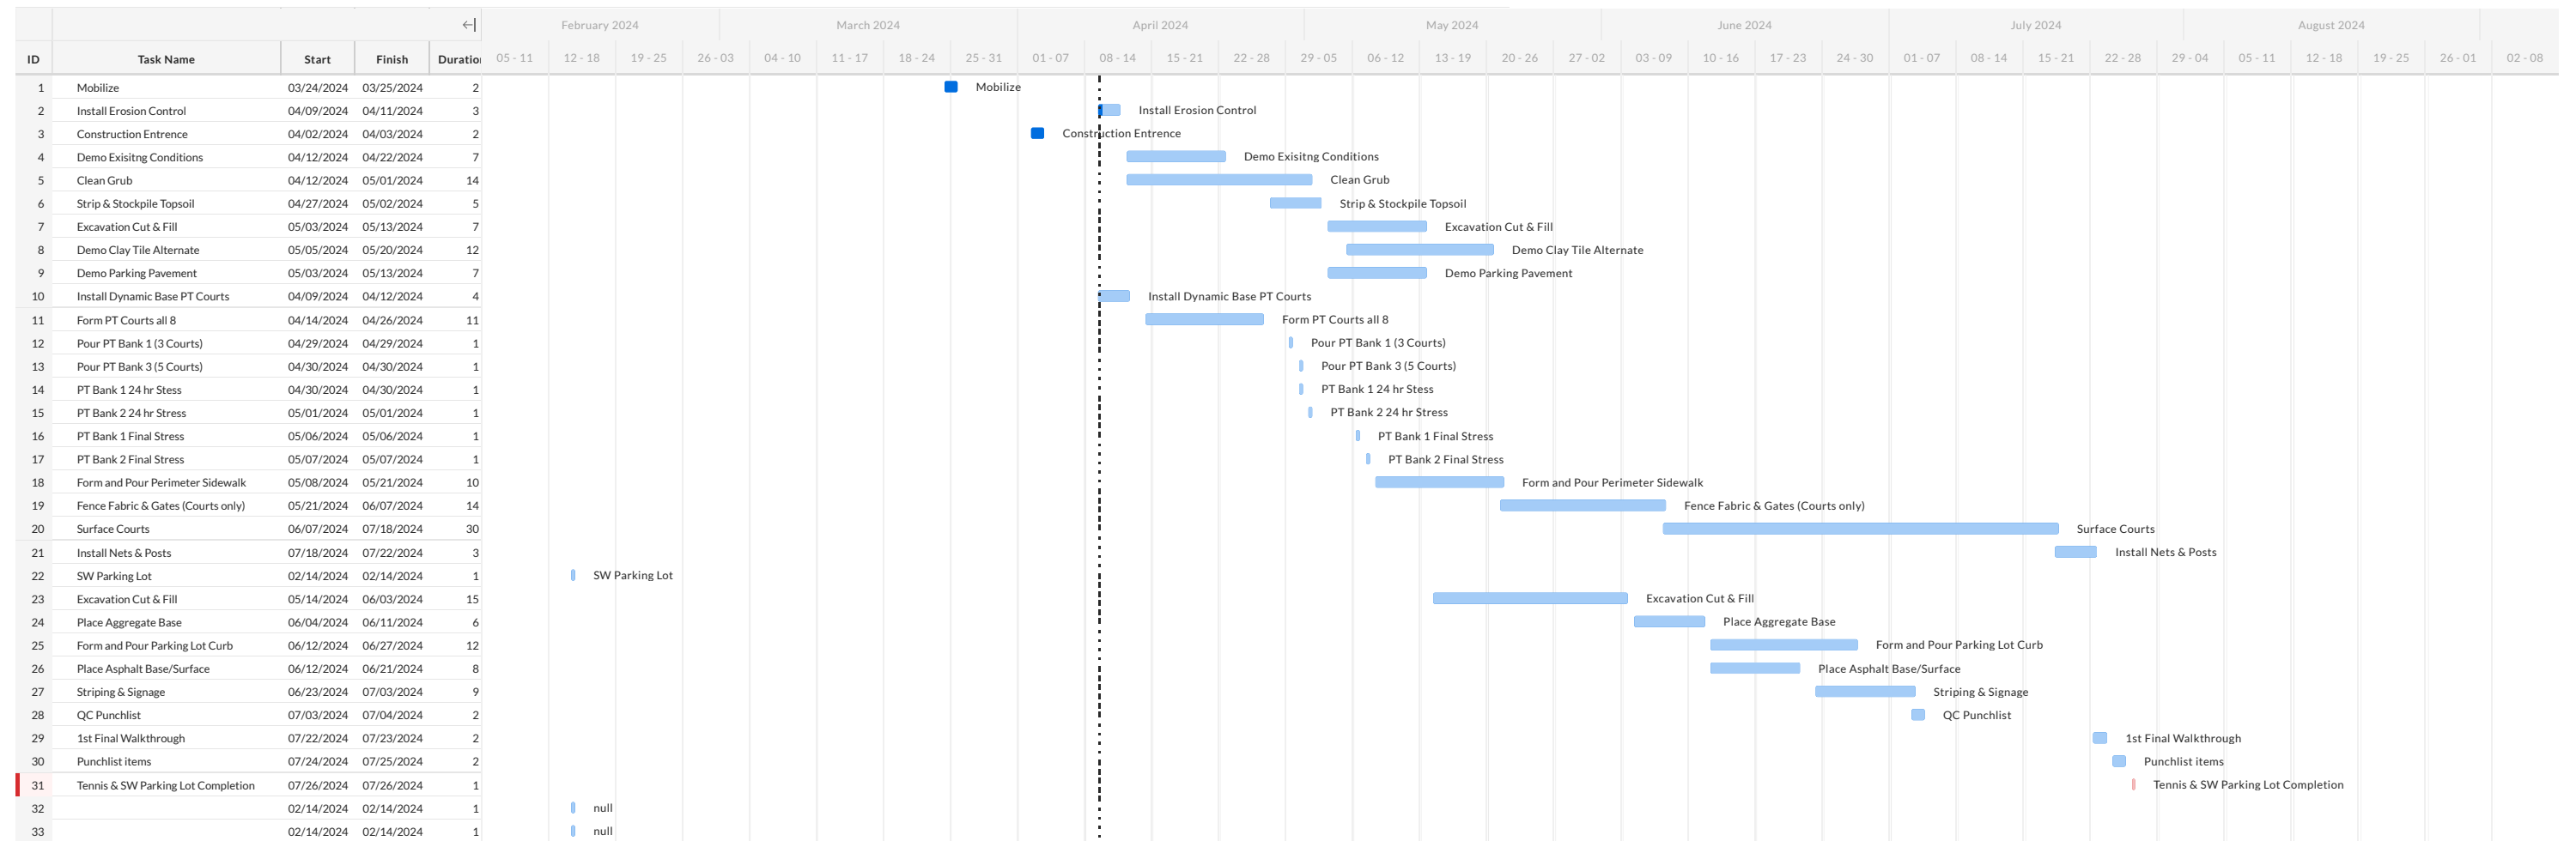 February 2024 March 2024 April 2024 May 2024 June 2024 July 2024 August 2024
ID Task Name Start Finish Duration 05 - 11 12 - 18 19 - 25 26 - 03 04 - 10 11 - 17 18 - 24 25 - 31 01 - 07 08 - 14 15 - 21 22 - 28 29 - 05 06 - 12 13 - 19 20 - 26 27 - 02 03 - 09 10 - 16 17 - 23 24 - 30 01 - 07 08 - 14 15 - 21 22 - 28 29 - 04 05 - 11 12 - 18 19 - 25 26 - 01 02 - 08
1 Mobilize 03/24/2024 03/25/2024 2 Mobilize
2 Install Erosion Control 04/09/2024 04/11/2024 3 Install Erosion Control
3 Construction Entrence 04/02/2024 04/03/2024 2 Construction Entrence
4 Demo Exisitng Conditions 04/12/2024 04/22/2024 7 Demo Exisitng Conditions
5 Clean Grub 04/12/2024 05/01/2024 14 Clean Grub
6 Strip & Stockpile Topsoil 04/27/2024 05/02/2024 5 Strip & Stockpile Topsoil
7 Excavation Cut & Fill 05/03/2024 05/13/2024 7 Excavation Cut & Fill
8 Demo Clay Tile Alternate 05/05/2024 05/20/2024 12 Demo Clay Tile Alternate
9 Demo Parking Pavement 05/03/2024 05/13/2024 7 Demo Parking Pavement
10 Install Dynamic Base PT Courts 04/09/2024 04/12/2024 4 Install Dynamic Base PT Courts
11 Form PT Courts all 8 04/14/2024 04/26/2024 11 Form PT Courts all 8
12 Pour PT Bank 1 (3 Courts) 04/29/2024 04/29/2024 1 Pour PT Bank 1 (3 Courts)
13 Pour PT Bank 3 (5 Courts) 04/30/2024 04/30/2024 1 Pour PT Bank 3 (5 Courts)
14 PT Bank 1 24 hr Stess 04/30/2024 04/30/2024 1 PT Bank 1 24 hr Stess
15 PT Bank 2 24 hr Stress 05/01/2024 05/01/2024 1 PT Bank 2 24 hr Stress
16 PT Bank 1 Final Stress 05/06/2024 05/06/2024 1 PT Bank 1 Final Stress
17 PT Bank 2 Final Stress 05/07/2024 05/07/2024 1 PT Bank 2 Final Stress
18 Form and Pour Perimeter Sidewalk 05/08/2024 05/21/2024 10 Form and Pour Perimeter Sidewalk
19 Fence Fabric & Gates (Courts only) 05/21/2024 06/07/2024 14 Fence Fabric & Gates (Courts only)
20 Surface Courts 06/07/2024 07/18/2024 30 Surface Courts
21 Install Nets & Posts 07/18/2024 07/22/2024 3 Install Nets & Posts
22 SW Parking Lot 02/14/2024 02/14/2024 1 SW Parking Lot
23 Excavation Cut & Fill 05/14/2024 06/03/2024 15 Excavation Cut & Fill
24 Place Aggregate Base 06/04/2024 06/11/2024 6 Place Aggregate Base
25 Form and Pour Parking Lot Curb 06/12/2024 06/27/2024 12 Form and Pour Parking Lot Curb
26 Place Asphalt Base/Surface 06/12/2024 06/21/2024 8 Place Asphalt Base/Surface
27 Striping & Signage 06/23/2024 07/03/2024 9 Striping & Signage
28 QC Punchlist 07/03/2024 07/04/2024 2 QC Punchlist
29 1st Final Walkthrough 07/22/2024 07/23/2024 2 1st Final Walkthrough
30 Punchlist items 07/24/2024 07/25/2024 2 Punchlist items
31 Tennis & SW Parking Lot Completion 07/26/2024 07/26/2024 1 Tennis & SW Parking Lot Completion
32 02/14/2024 02/14/2024 1 null
33 02/14/2024 02/14/2024 1 null